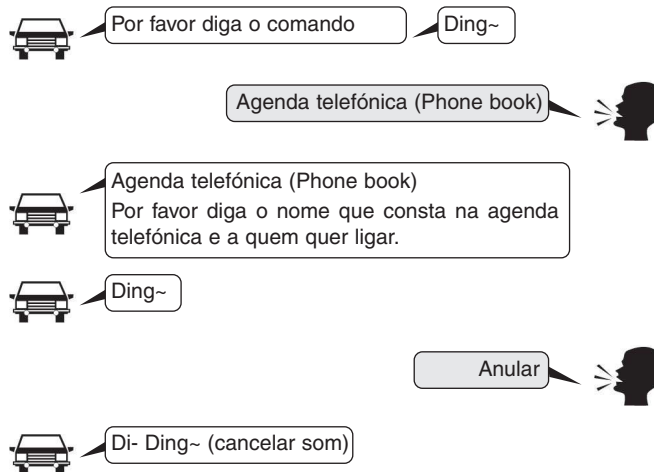 Por favor diga o comando
Ding~
Agenda telefónica (Phone book)
Agenda telefónica (Phone book)
Por favor diga o nome que consta na agenda
telefónica e a quem quer ligar.
Ding~
Anular
Di- Ding~ (cancelar som)